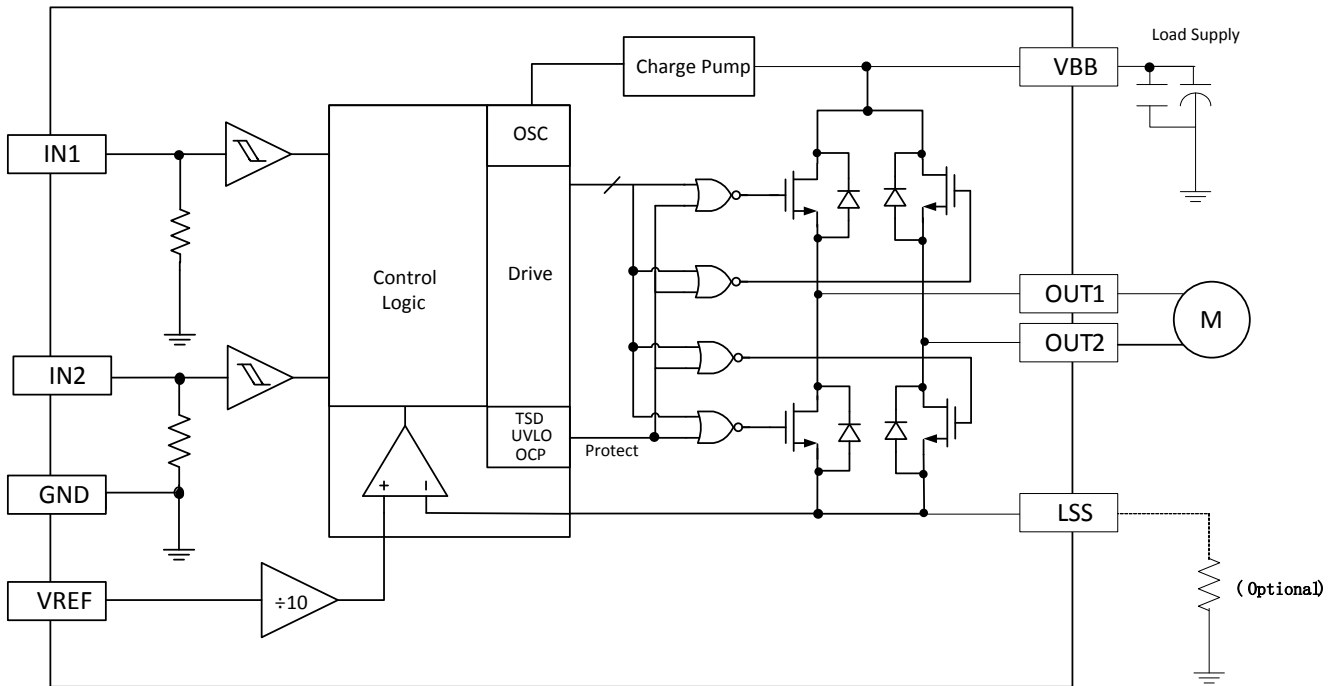 Load Supply
Charge Pump
VBB
IN1
OSC
Control
Logic
Drive
OUT1
M
OUT2
IN2
TSD
UVLO
OCP
Protect
+
−
GND
LSS
VREF
÷10
(Optional)